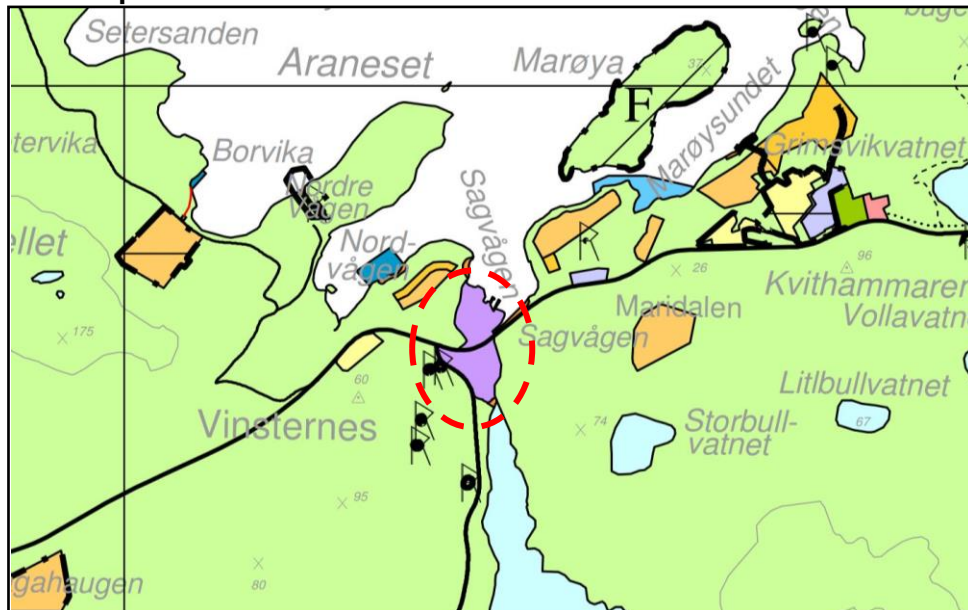 Setersanden
Araneset
Marøya
37
F
Marøysundet
tervika
Borvika
Grimsvikvatnet
Nordre
Vågen
Sagvågen
ellet
Nord-
vågen
96
26
Kvithammaren
Maridalen
Vollavatn
175
Sagvågen
60
Litlbullvatnet
Vinsternes
74
Storbull-
vatnet
67
95
80
gahaugen